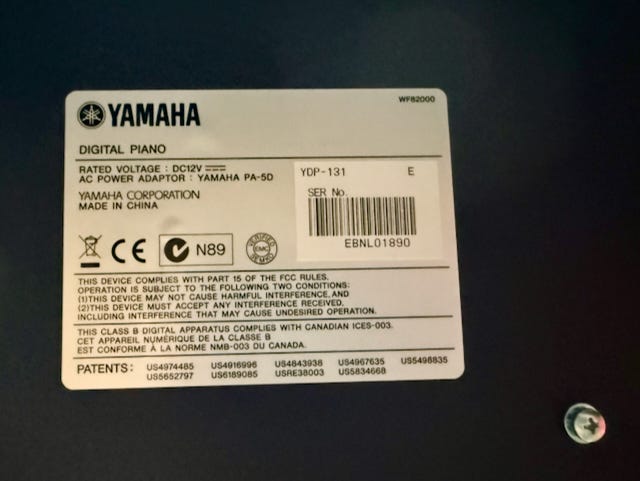 YAMAHA
WF82000
DIGITAL PIANO
RATED VOLTAGE : DC12V
AC POWER ADAPTOR : YAMAHA PA-5D
YAMAHA CORPORATION
MADE IN CHINA
YDP-131 E
SER No.
EBNL01890
CE
N89
VERIFIED
EMC
THIS DEVICE COMPLIES WITH PART 15 OF THE FCC RULES.
OPERATION IS SUBJECT TO THE FOLLOWING TWO CONDITIONS:
(1)THIS DEVICE MAY NOT CAUSE HARMFUL INTERFERENCE, AND
(2)THIS DEVICE MUST ACCEPT ANY INTERFERENCE RECEIVED,
INCLUDING INTERFERENCE THAT MAY CAUSE UNDESIRED OPERATION.
THIS CLASS B DIGITAL APPARATUS COMPLIES WITH CANADIAN ICES-003.
CET APPAREIL NUMÉRIQUE DE LA CLASSE B
EST CONFORME À LA NORME NMB-003 DU CANADA.
PATENTS: US4974485 US4916996 US4843938 US4967635 US5498835
US5652797 US6189085 USRE38003 US5834668